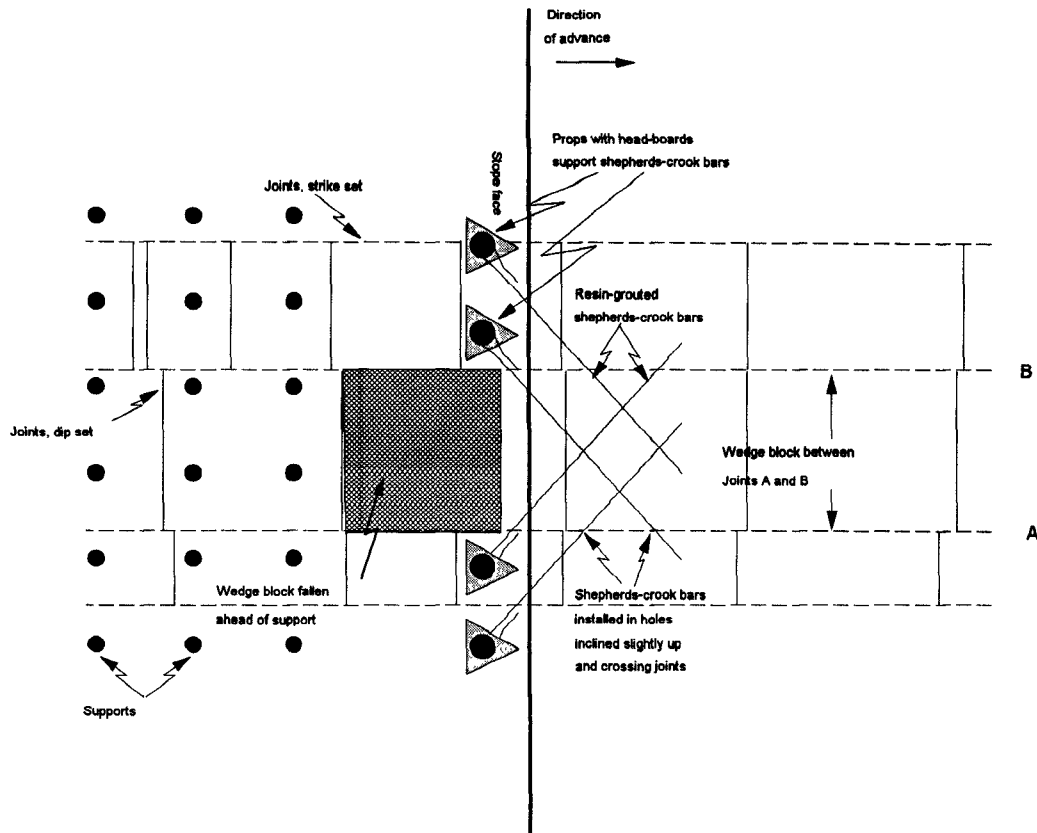 Direction
of advance
Props with head-boards
support shepherds-crook bars
Stope face
Joints, strike set
Resin-grouted
shepherds-crook bars
B
Joints, dip set
Wedge block between
Joints A and B
A
Wedge block fallen
ahead of support
Shepherds-crook bars
installed in holes
inclined slightly up
and crossing joints
Supports